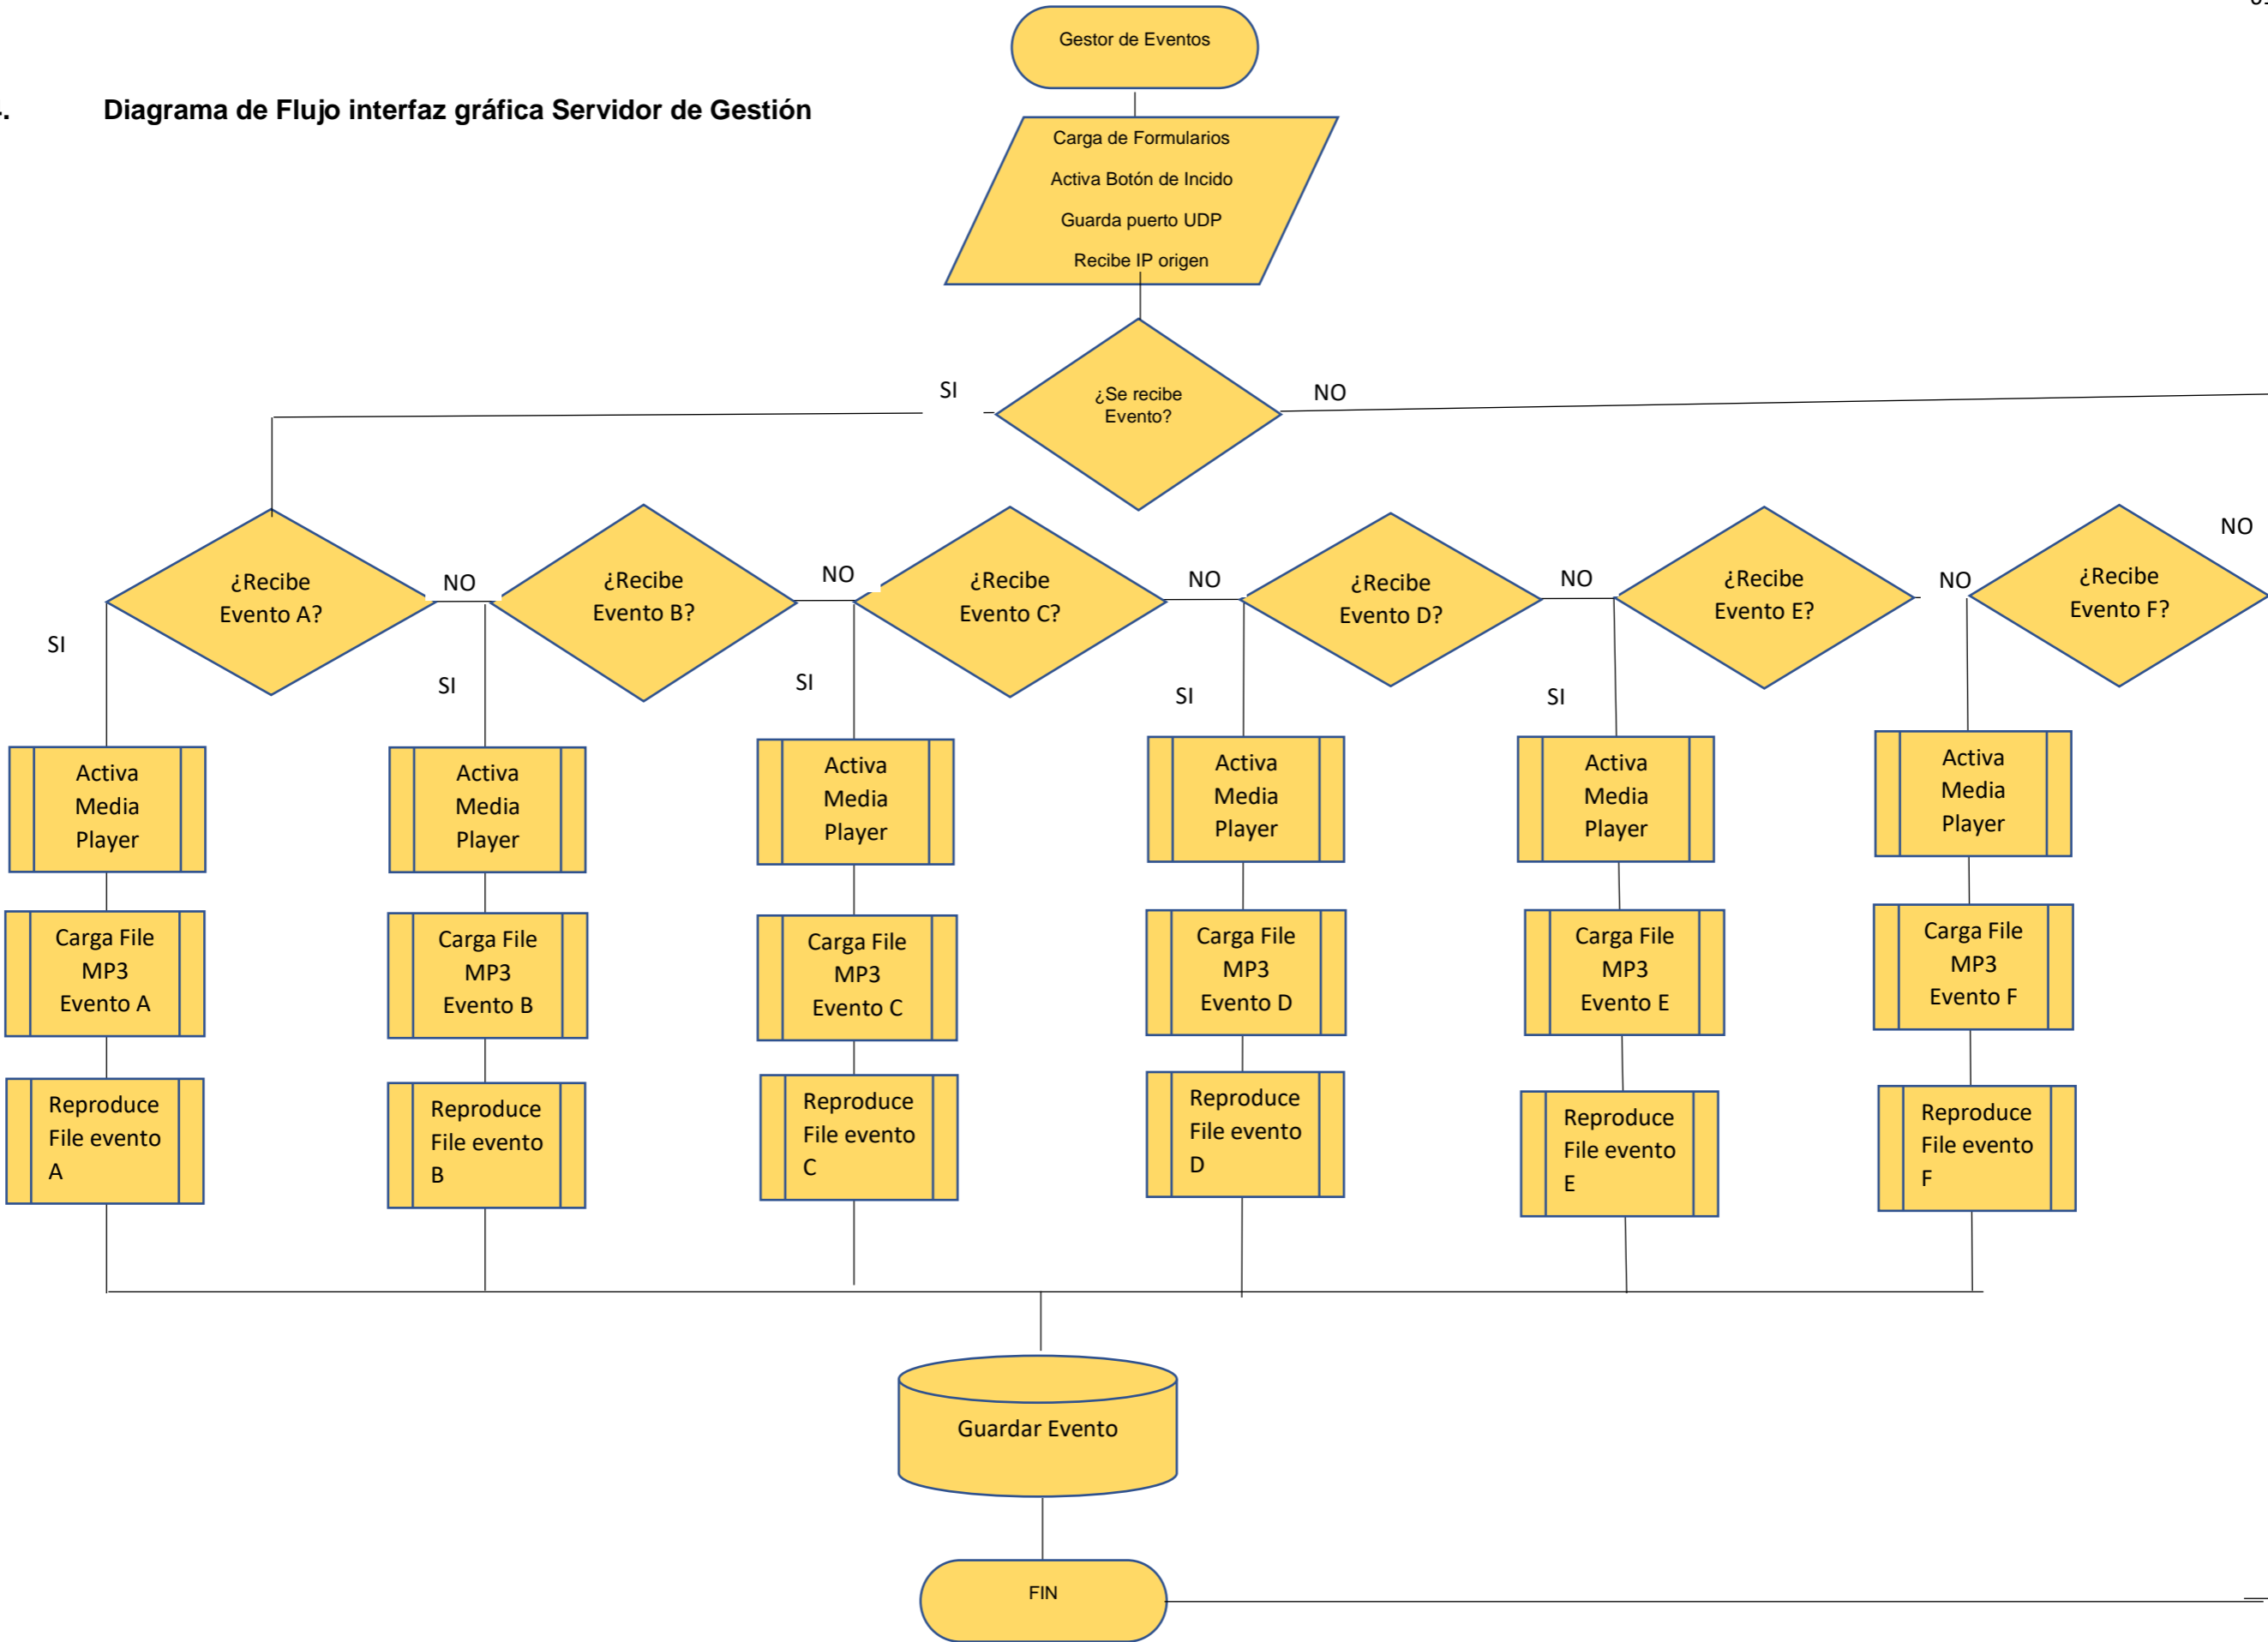 Gestor de Eventos
Diagrama de Flujo interfaz gráfica Servidor de Gestión
Carga de Formularios
Activa Botón de Incido
Guarda puerto UDP
Recibe IP origen
¿Se recibe
Evento?
SI
NO
¿Recibe
Evento A?
NO
¿Recibe
Evento B?
NO
¿Recibe
Evento C?
NO
¿Recibe
Evento D?
NO
¿Recibe
Evento E?
NO
¿Recibe
Evento F?
NO
SI
SI
SI
SI
SI
Activa
Media
Player
Activa
Media
Player
Activa
Media
Player
Activa
Media
Player
Activa
Media
Player
Activa
Media
Player
Carga File
MP3
Evento A
Carga File
MP3
Evento B
Carga File
MP3
Evento C
Carga File
MP3
Evento D
Carga File
MP3
Evento E
Carga File
MP3
Evento F
Reproduce
File evento
A
Reproduce
File evento
B
Reproduce
File evento
C
Reproduce
File evento
D
Reproduce
File evento
E
Reproduce
File evento
F
Guardar Evento
FIN